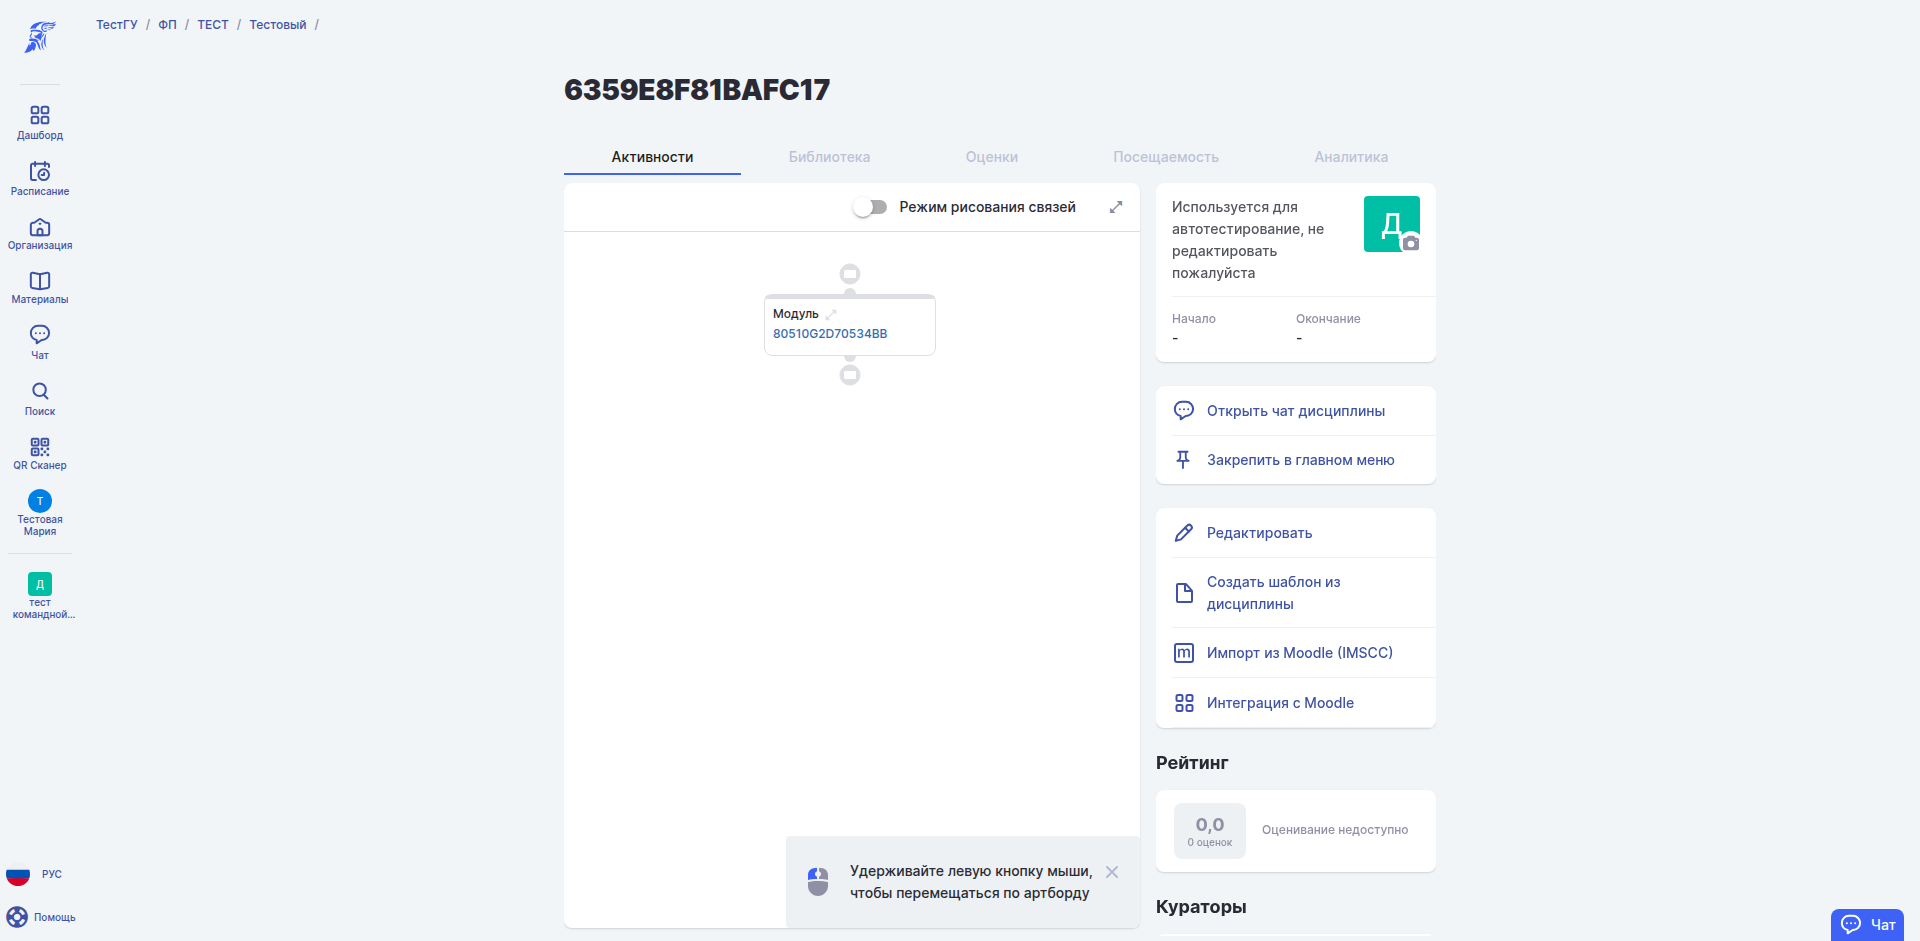 ТестГУ / ФП / ТЕСТ / Тестовый /
Дашборд
Расписание
Организация
Материалы
Чат
Поиск
QR Сканер
Т
Тестовая
Мария
Д
тест
командной...
РУС
Помощь
6359E8F81BAFC17
Активности
Библиотека
Оценки
Посещаемость
Аналитика
Режим рисования связей
Модуль
80510G2D70534BB
Удерживайте левую кнопку мыши,
чтобы перемещаться по артборду
Используется для
автотестирование, не
редактировать
пожалуйста
Д
Начало
-
Окончание
-
Открыть чат дисциплины
Закрепить в главном меню
Редактировать
Создать шаблон из
дисциплины
m
Импорт из Moodle (IMSCC)
Интеграция с Moodle
Рейтинг
0,0
0 оценок
Оценивание недоступно
Кураторы
Чат